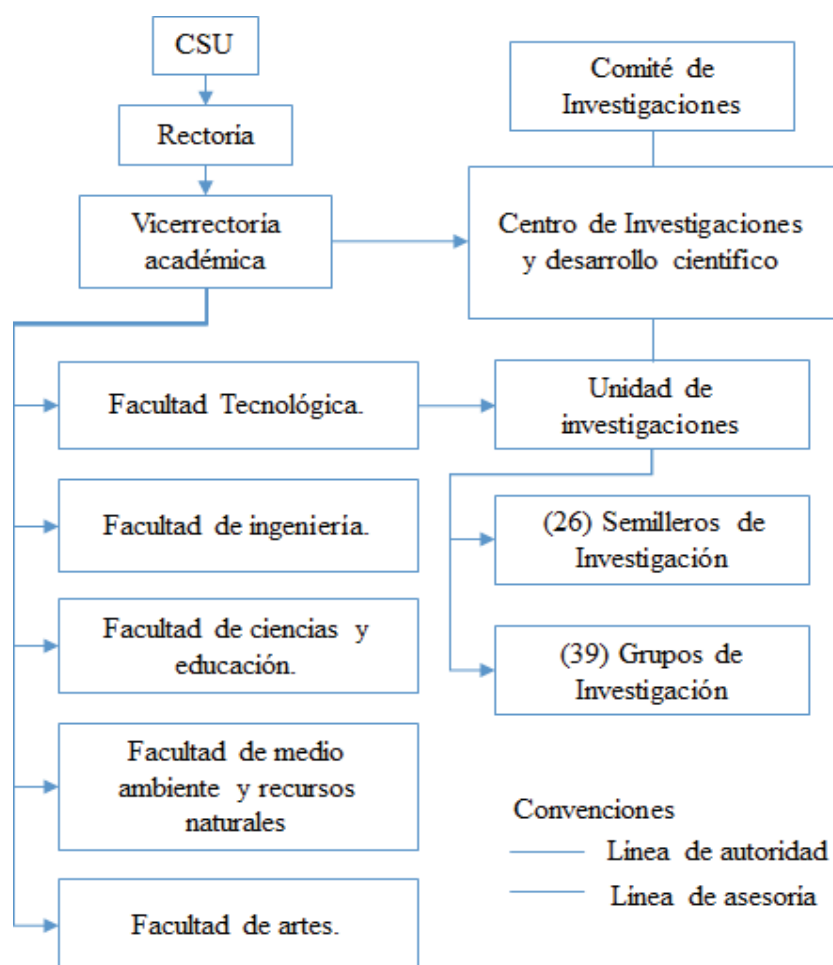 CSU
Rectoría
Vicerrectoría
académica
Comité de
Investigaciones
Centro de Investigaciones
y desarrollo científico
Facultad Tecnológica.
Unidad de
investigaciones
Facultad de ingeniería.
(26) Semilleros de
Investigación
Facultad de ciencias y
educación.
(39) Grupos de
Investigación
Facultad de medio
ambiente y recursos
naturales
Facultad de artes.
Convenciones
Línea de autoridad
Línea de asesoría